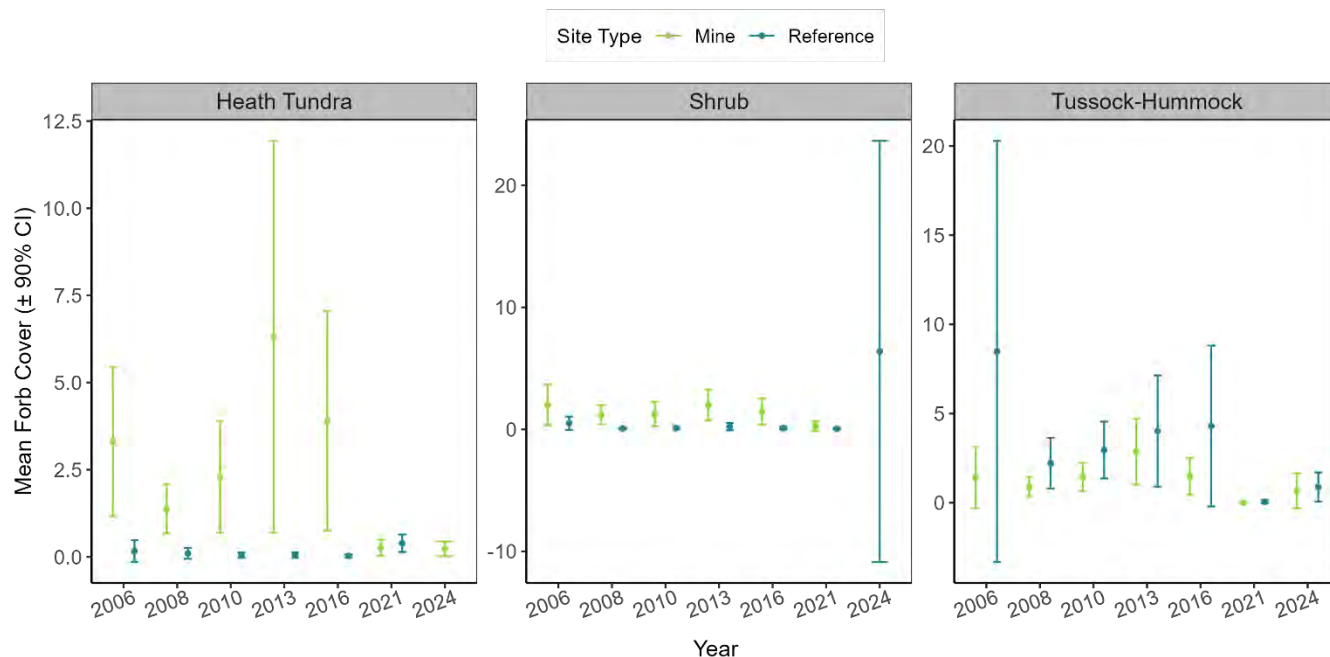 Site Type Mine Reference
Heath Tundra Shrub Tussock-Hummock
Mean Forb Cover (± 90% CI)
12.5
10.0
7.5
5.0
2.5
0.0
20
10
0
-10
20
15
10
5
0
2006 2008 2010 2013 2016 2021 2024
2006 2008 2010 2013 2016 2021 2024
2006 2008 2010 2013 2016 2021 2024
Year